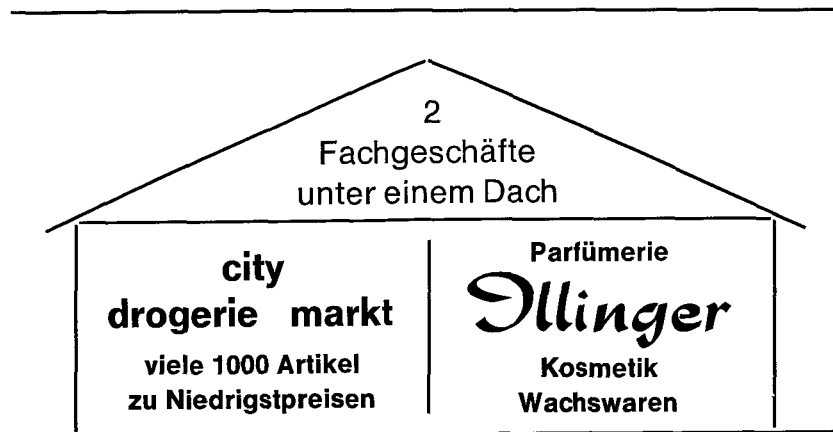 2
Fachgeschäfte
unter einem Dach
city
drogerie markt
viele 1000 Artikel
zu Niedrigstpreisen
Parfümerie
Illinger
Kosmetik
Wachswaren